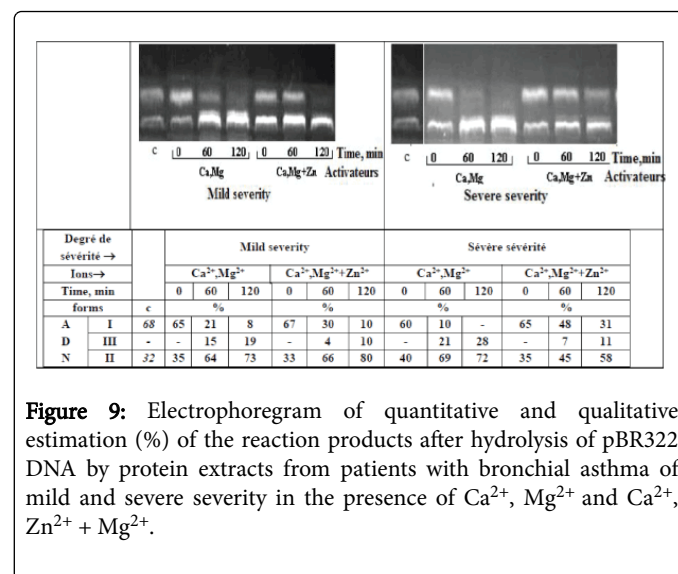 c 0 60 120 0 60 120 Time, min
Ca,Mg Ca,Mg+Zn Activateurs
Mild severity
c 0 60 120 0 60 120 Time, min
Ca,Mg Ca,Mg+Zn Activateurs
Severe severity
Degré de sévérité → Mild severity Sévère sévérité
Ions→ Ca²⁺,Mg²⁺ Ca²⁺,Mg²⁺+Zn²⁺ Ca²⁺,Mg²⁺ Ca²⁺,Mg²⁺+Zn²⁺
Time, min 0 60 120 0 60 120 0 60 120 0 60 120
forms c % % % %
A I 68 65 21 8 67 30 10 60 10 - 65 48 31
D III - - 15 19 - 4 10 - 21 28 - 7 11
N II 32 35 64 73 33 66 80 40 69 72 35 45 58
Figure 9: Electrophoregram of quantitative and qualitative
estimation (%) of the reaction products after hydrolysis of pBR322
DNA by protein extracts from patients with bronchial asthma of
mild and severe severity in the presence of Ca²⁺, Mg²⁺ and Ca²⁺,
Zn²⁺ + Mg²⁺.